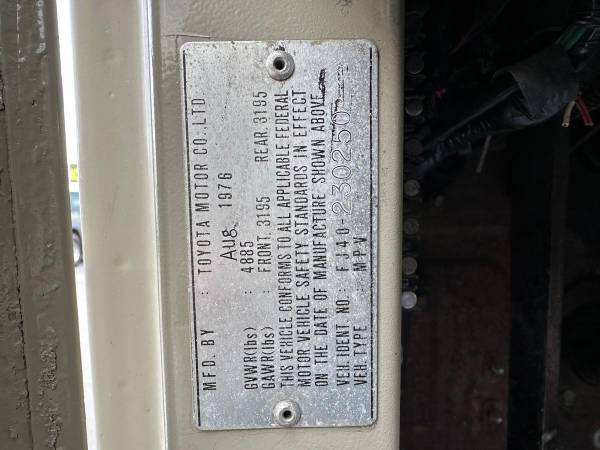 MFD. BY : TOYOTA MOTOR CO., LTD
Aug. 1976
GVWR(lbs) : 4885
GAWR(lbs) : FRONT. 3195 REAR. 3195
THIS VEHICLE CONFORMS TO ALL APPLICABLE FEDERAL
MOTOR VEHICLE SAFETY STANDARDS IN EFFECT
ON THE DATE OF MANUFACTURE SHOWN ABOVE.
VEH. IDENT. NO. : FJ40-230250
VEH. TYPE : MPV